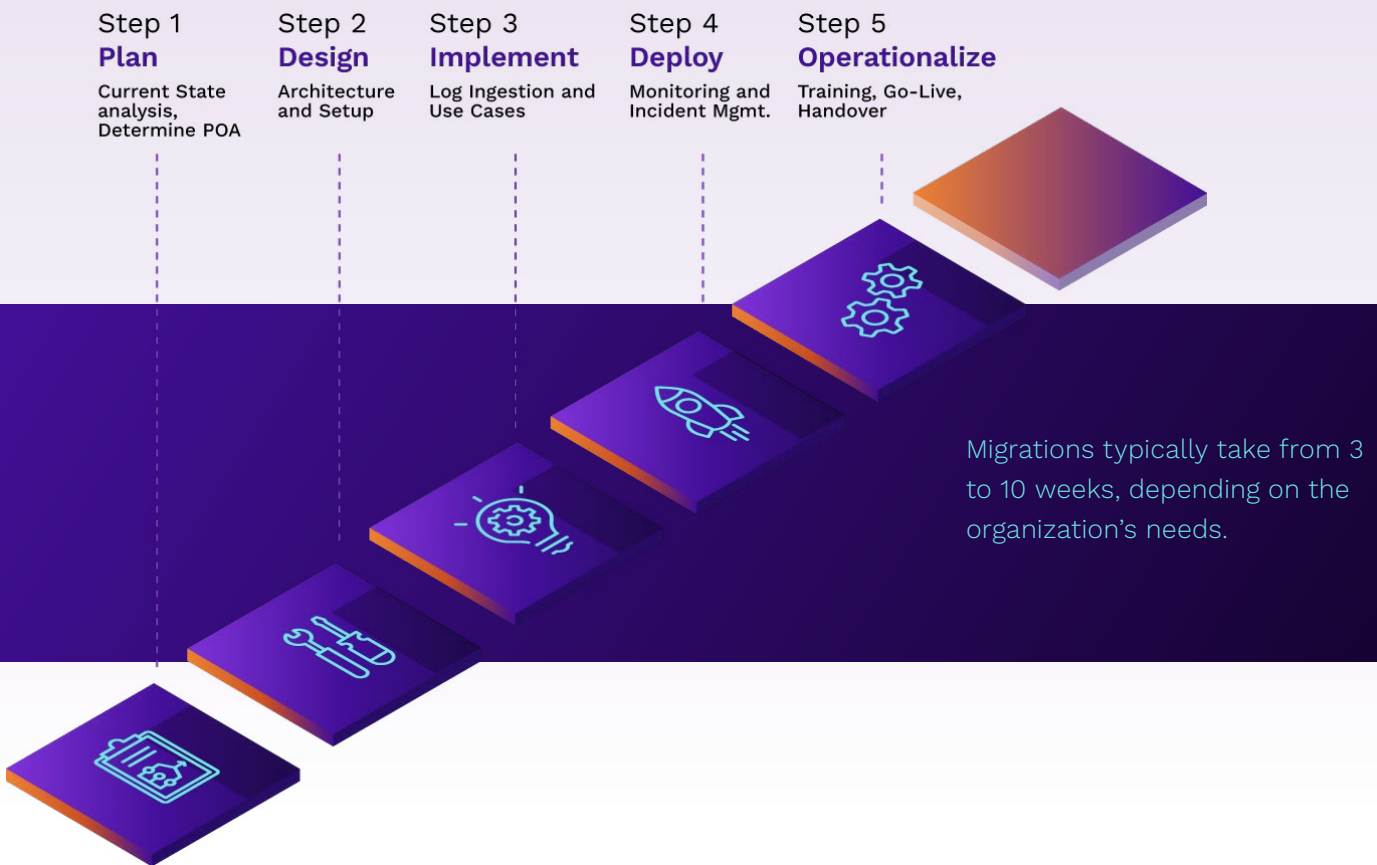 Step 1
Plan
Current State
analysis,
Determine POA
Step 2
Design
Architecture
and Setup
Step 3
Implement
Log Ingestion and
Use Cases
Step 4
Deploy
Monitoring and
Incident Mgmt.
Step 5
Operationalize
Training, Go-Live,
Handover
Migrations typically take from 3
to 10 weeks, depending on the
organization’s needs.